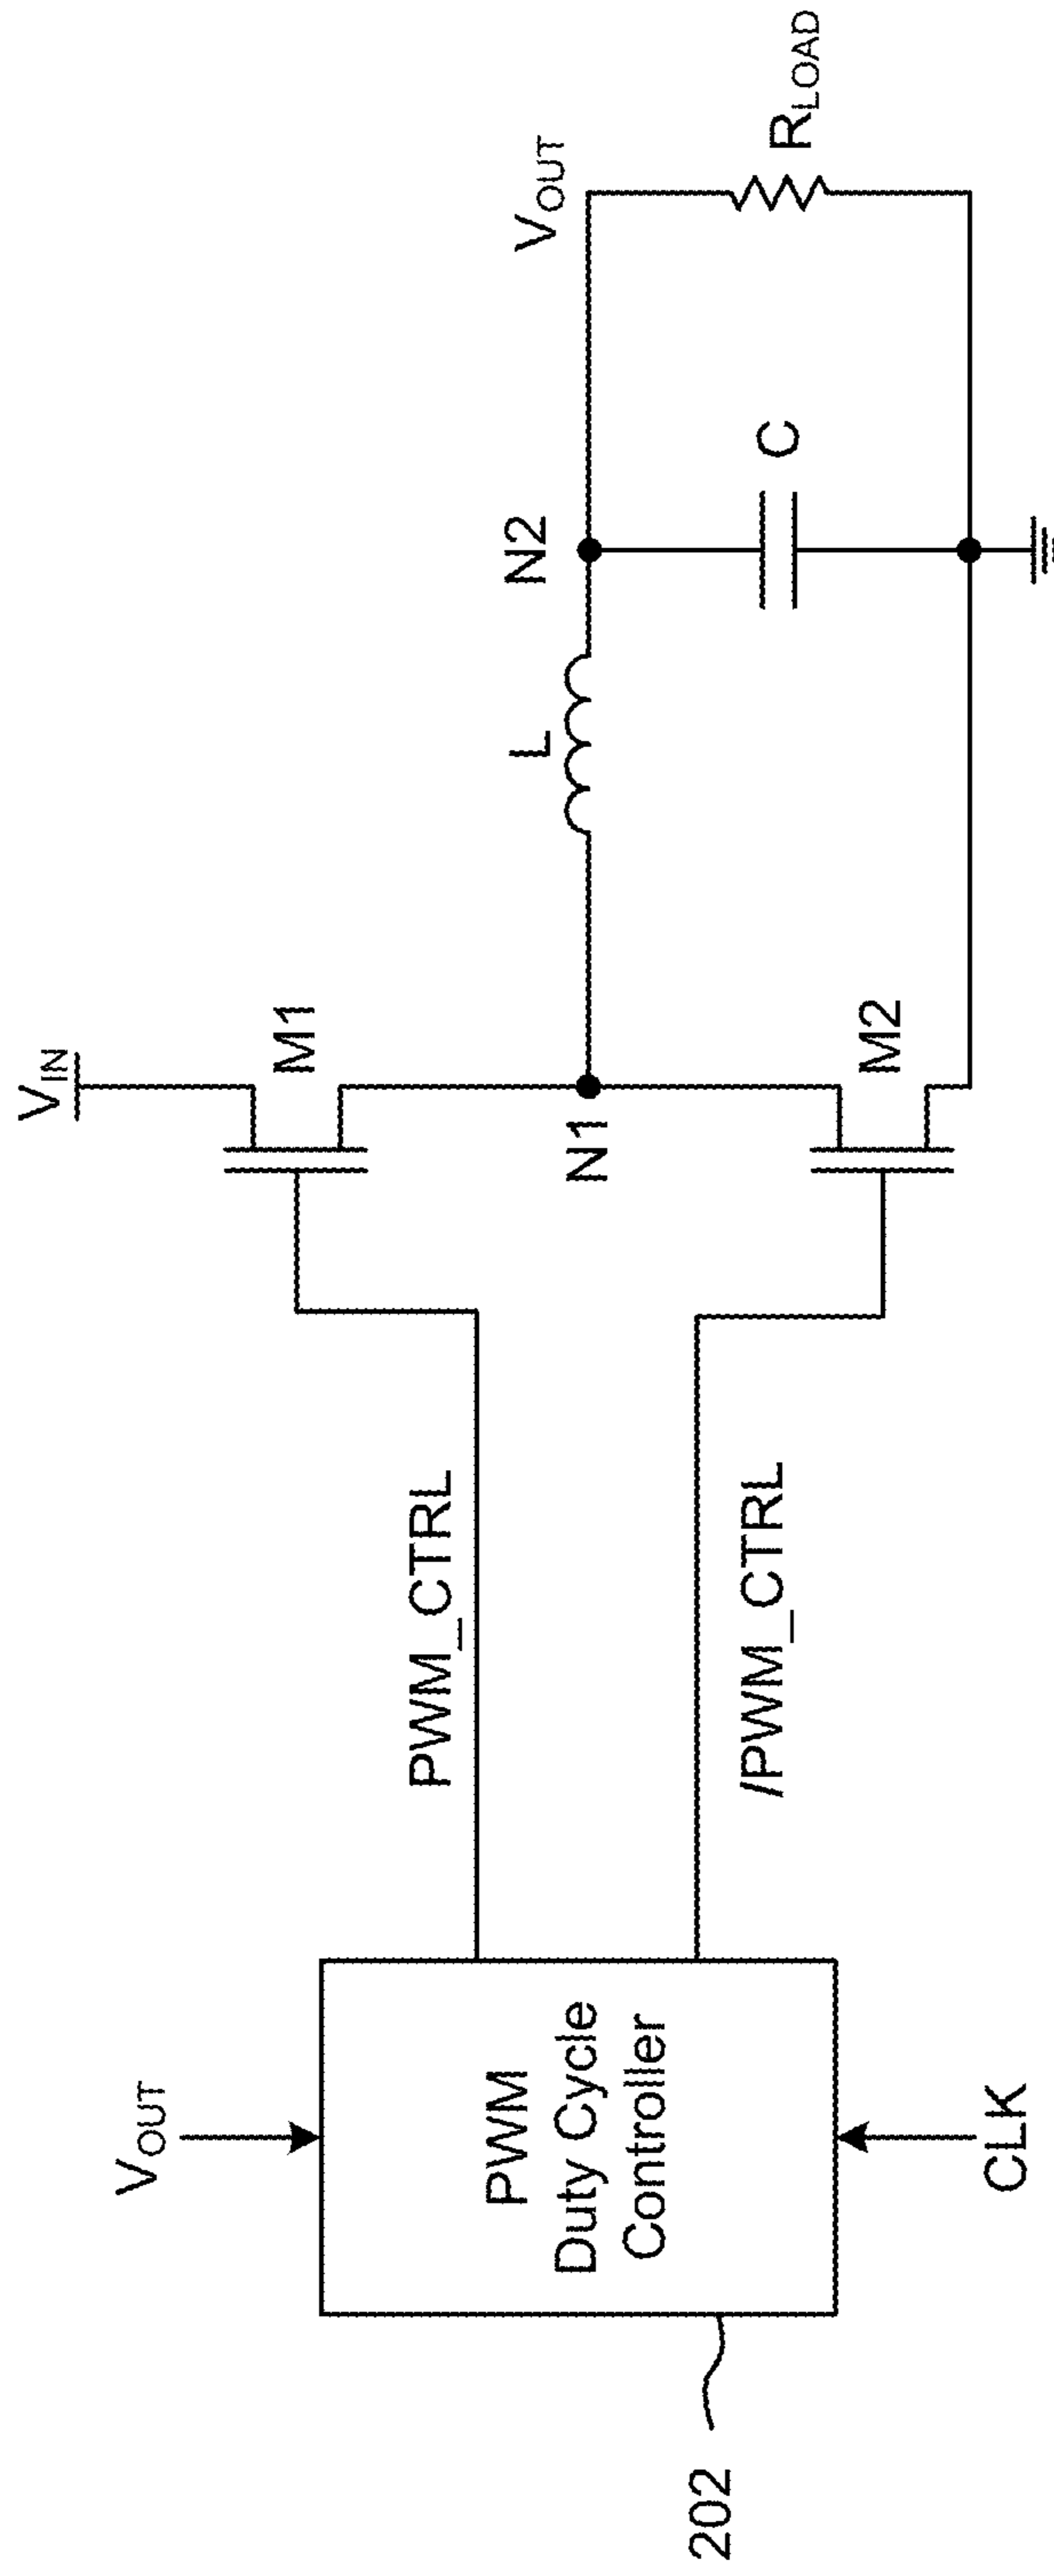 V_IN
M1
N1
M2
L
N2
C
V_OUT
R_LOAD
PWM_CTRL
/PWM_CTRL
V_OUT
PWM
Duty Cycle
Controller
CLK
202